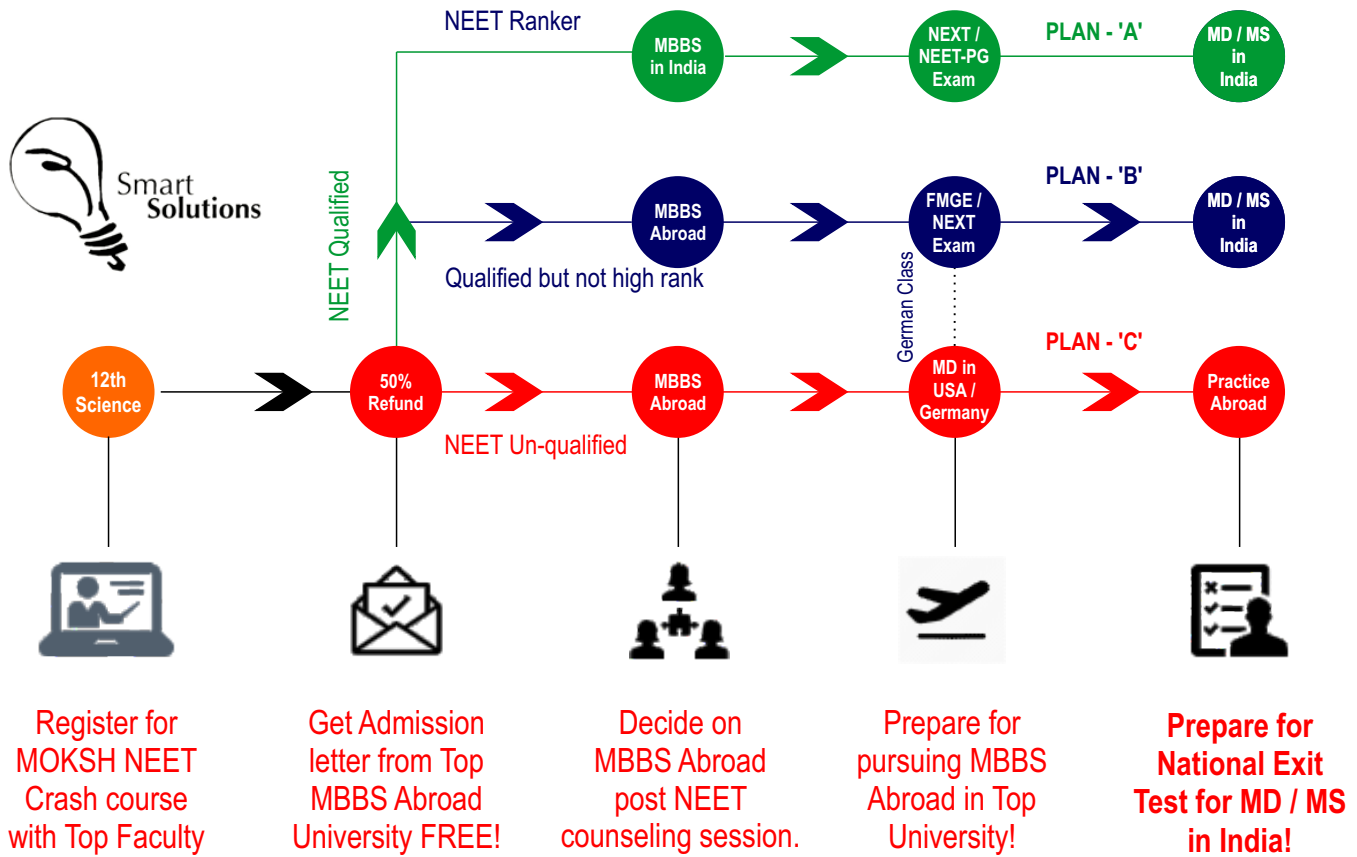 NEET Ranker
MBBS
in India
NEXT /
NEET-PG
Exam
PLAN - 'A'
MD / MS
in
India
Smart
Solutions
NEET Qualified
MBBS
Abroad
Qualified but not high rank
FMGE /
NEXT
Exam
PLAN - 'B'
MD / MS
in
India
German Class
12th
Science
50%
Refund
NEET Un-qualified
MBBS
Abroad
MD in
USA /
Germany
PLAN - 'C'
Practice
Abroad
Register for
MOKSH NEET
Crash course
with Top Faculty
Get Admission
letter from Top
MBBS Abroad
University FREE!
Decide on
MBBS Abroad
post NEET
counseling session.
Prepare for
pursuing MBBS
Abroad in Top
University!
Prepare for
National Exit
Test for MD / MS
in India!